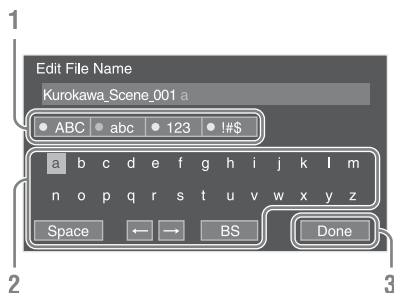 1
Edit File Name
Kurokawa_Scene_001 a
ABC abc 123 !#$
a b c d e f g h i j k l m
n o p q r s t u v w x y z
Space ← → BS Done
2 3